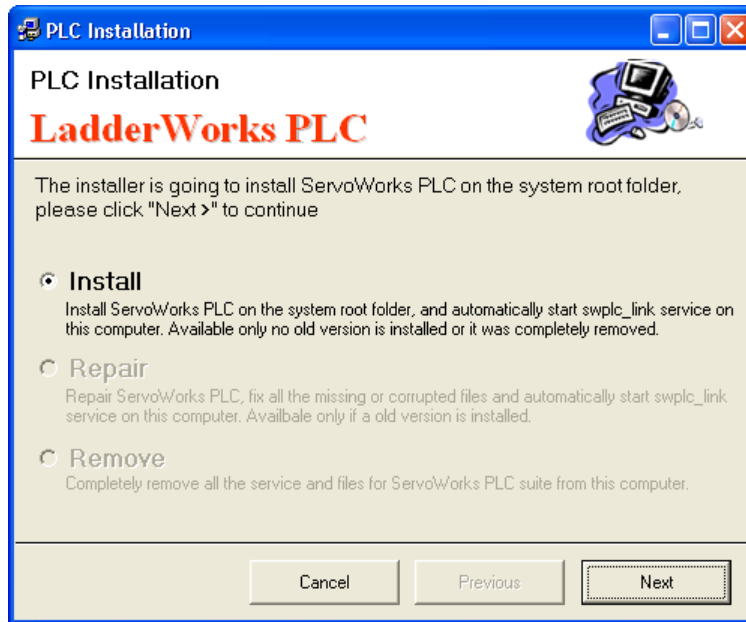 PLC Installation
PLC Installation
LadderWorks PLC
The installer is going to install ServoWorks PLC on the system root folder,
please click "Next >" to continue
Install
Install ServoWorks PLC on the system root folder, and automatically start swplc_link service on
this computer. Available only no old version is installed or it was completely removed.
Repair
Repair ServoWorks PLC, fix all the missing or corrupted files and automatically start swplc_link
service on this computer. Availbale only if a old version is installed.
Remove
Completely remove all the service and files for ServoWorks PLC suite from this computer.
Cancel
Previous
Next